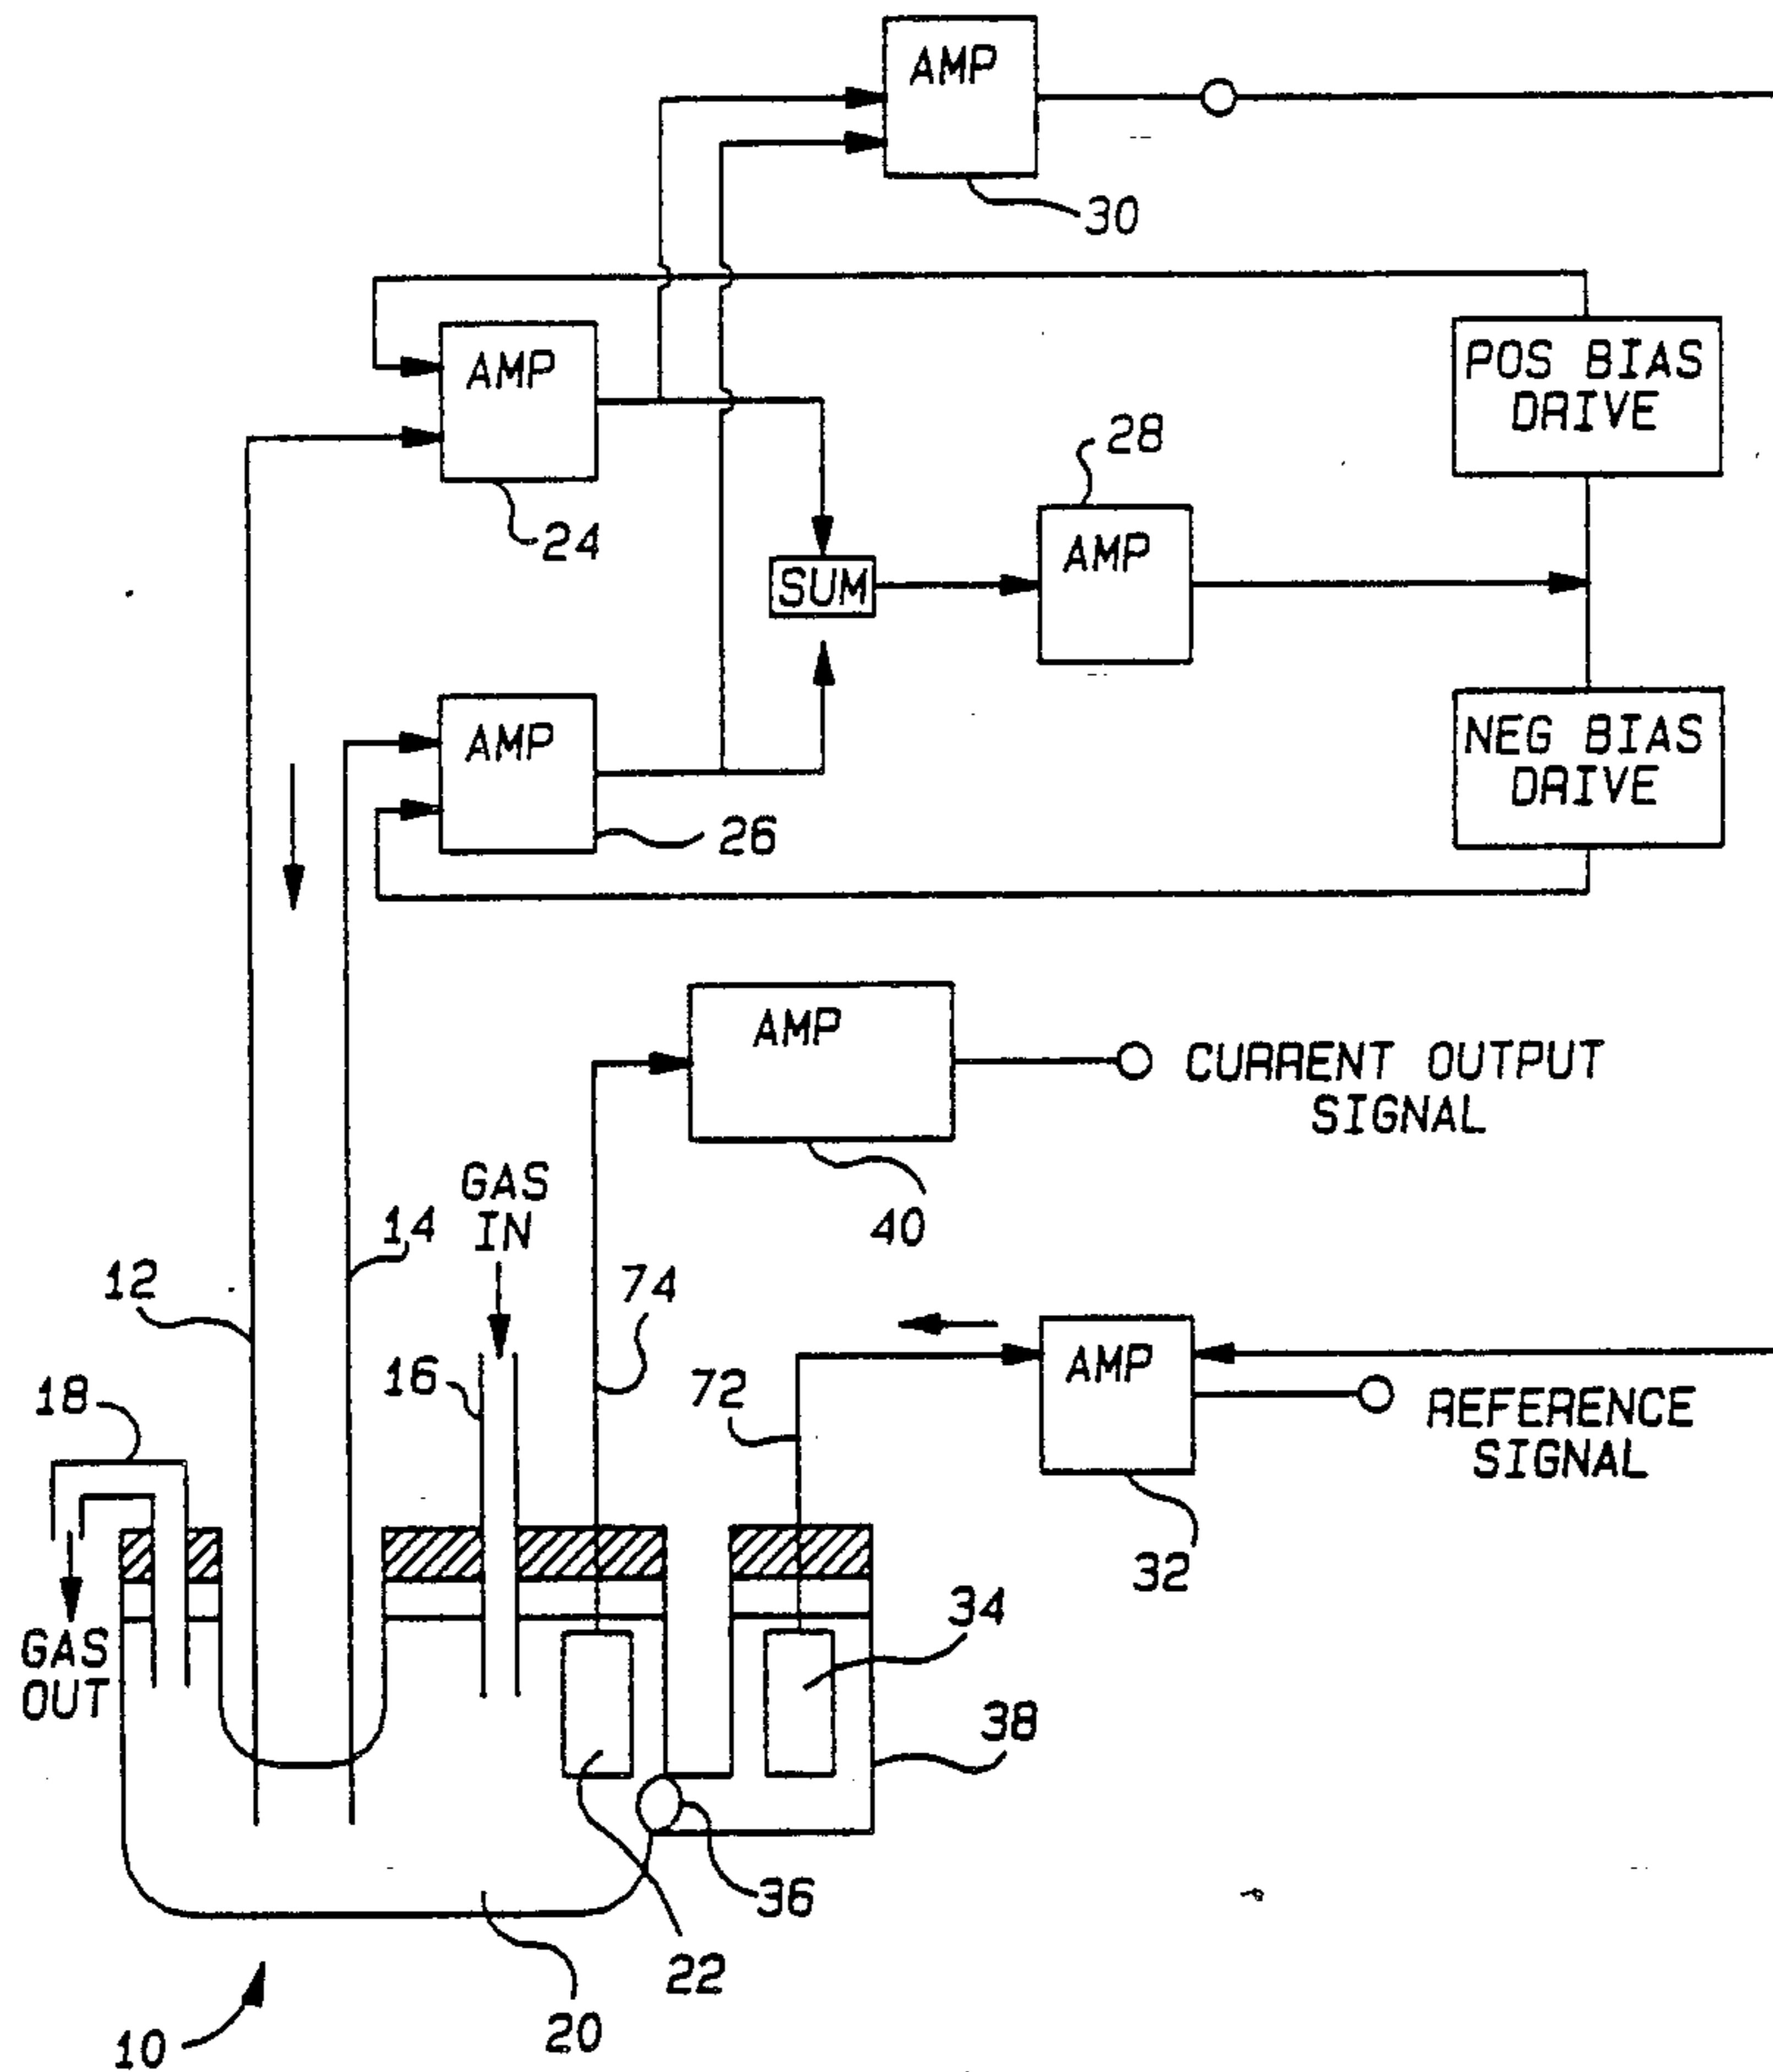 AMP
30
AMP
24
POS BIAS
DRIVE
28
AMP
SUM
AMP
26
NEG BIAS
DRIVE
AMP
40
CURRENT OUTPUT
SIGNAL
GAS
IN
14
12
74
16
18
72
AMP
32
REFERENCE
SIGNAL
34
GAS
OUT
38
36
22
20
10